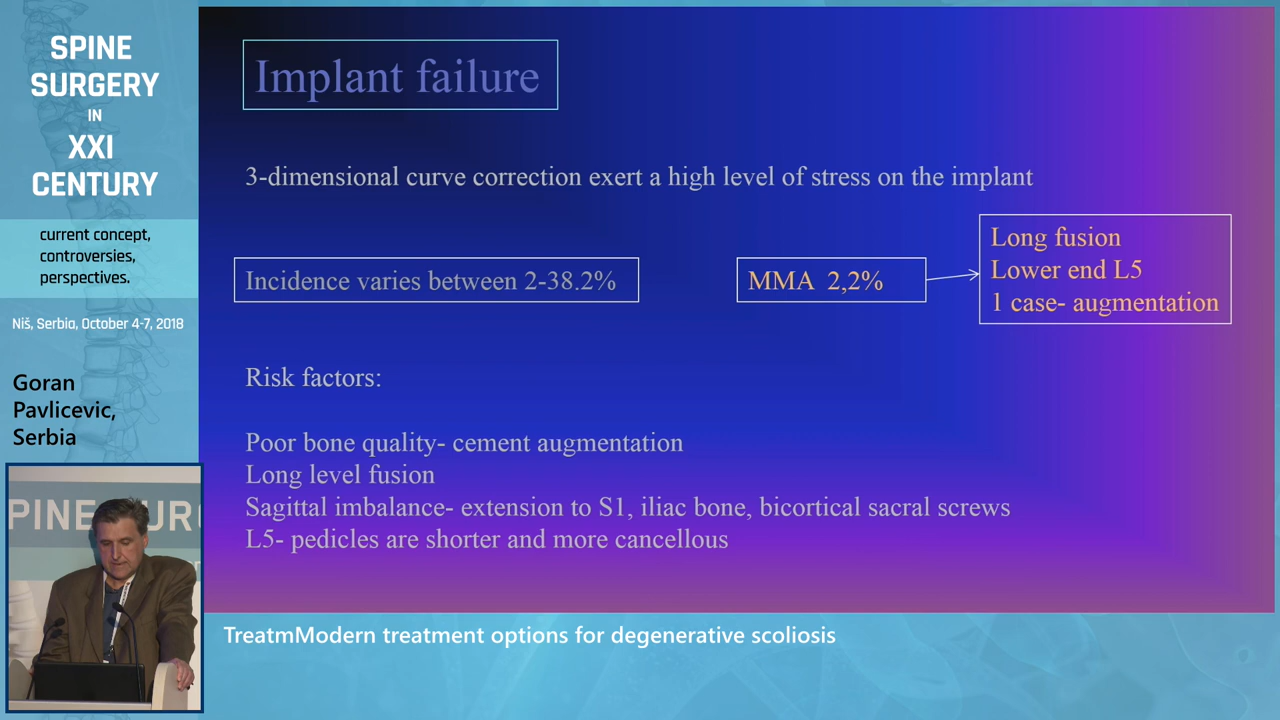 SPINE
SURGERY
IN
XXI
CENTURY
current concept,
controversies,
perspectives.
Niš, Serbia, October 4-7, 2018
Goran
Pavlicevic,
Serbia
PINE SUR
Implant failure
3-dimensional curve correction exert a high level of stress on the implant
Incidence varies between 2-38.2%
MMA 2,2%
Long fusion
Lower end L5
1 case- augmentation
Risk factors:
Poor bone quality- cement augmentation
Long level fusion
Sagittal imbalance- extension to S1, iliac bone, bicortical sacral screws
L5- pedicles are shorter and more cancellous
TreatmModern treatment options for degenerative scoliosis